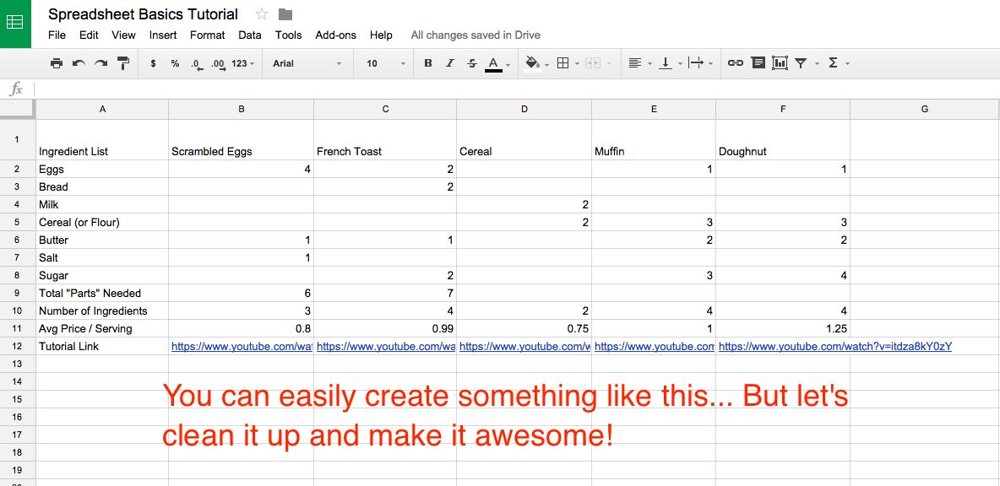 Spreadsheet Basics Tutorial
File Edit View Insert Format Data Tools Add-ons Help All changes saved in Drive
$ % .0 .00 123 Arial 10 B I S A Σ
fx
A B C D E F G
1 Ingredient List Scrambled Eggs French Toast Cereal Muffin Doughnut
2 Eggs 4 2 1 1
3 Bread 2
4 Milk 2
5 Cereal (or Flour) 2 3 3
6 Butter 1 1 2 2
7 Salt 1
8 Sugar 2 3 4
9 Total "Parts" Needed 6 7
10 Number of Ingredients 3 4 2 4 4
11 Avg Price / Serving 0.8 0.99 0.75 1 1.25
12 Tutorial Link https://www.youtube.com/wat https://www.youtube.com/wa https://www.youtube.com/w https://www.youtube.com https://www.youtube.com/watch?v=itdza8kY0zY
13
14
You can easily create something like this... But let's
15
16
clean it up and make it awesome!
17
18
19